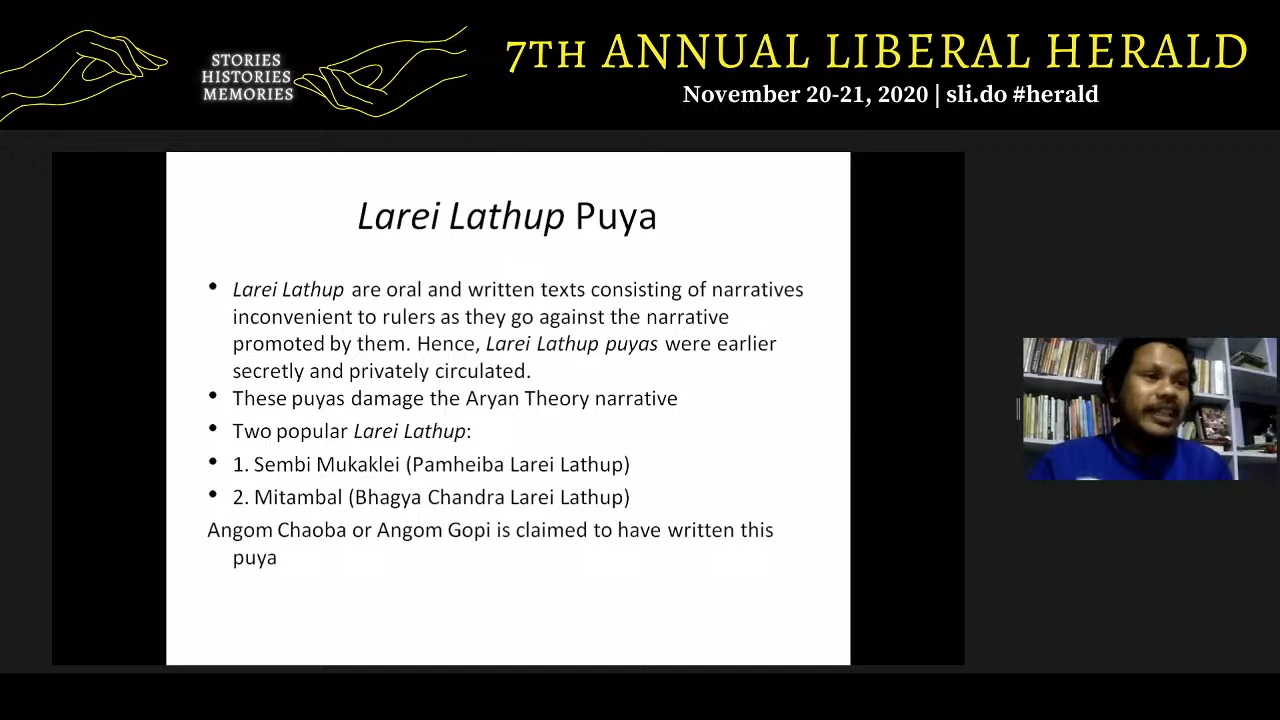 STORIES
HISTORIES
MEMORIES
7TH ANNUAL LIBERAL HERALD
November 20-21, 2020 | sli.do #herald
Larei Lathup Puya
• Larei Lathup are oral and written texts consisting of narratives
inconvenient to rulers as they go against the narrative
promoted by them. Hence, Larei Lathup puyas were earlier
secretly and privately circulated.
• These puyas damage the Aryan Theory narrative
• Two popular Larei Lathup:
• 1. Sembi Mukaklei (Pamheiba Larei Lathup)
• 2. Mitambal (Bhagya Chandra Larei Lathup)
Angom Chaoba or Angom Gopi is claimed to have written this
puya